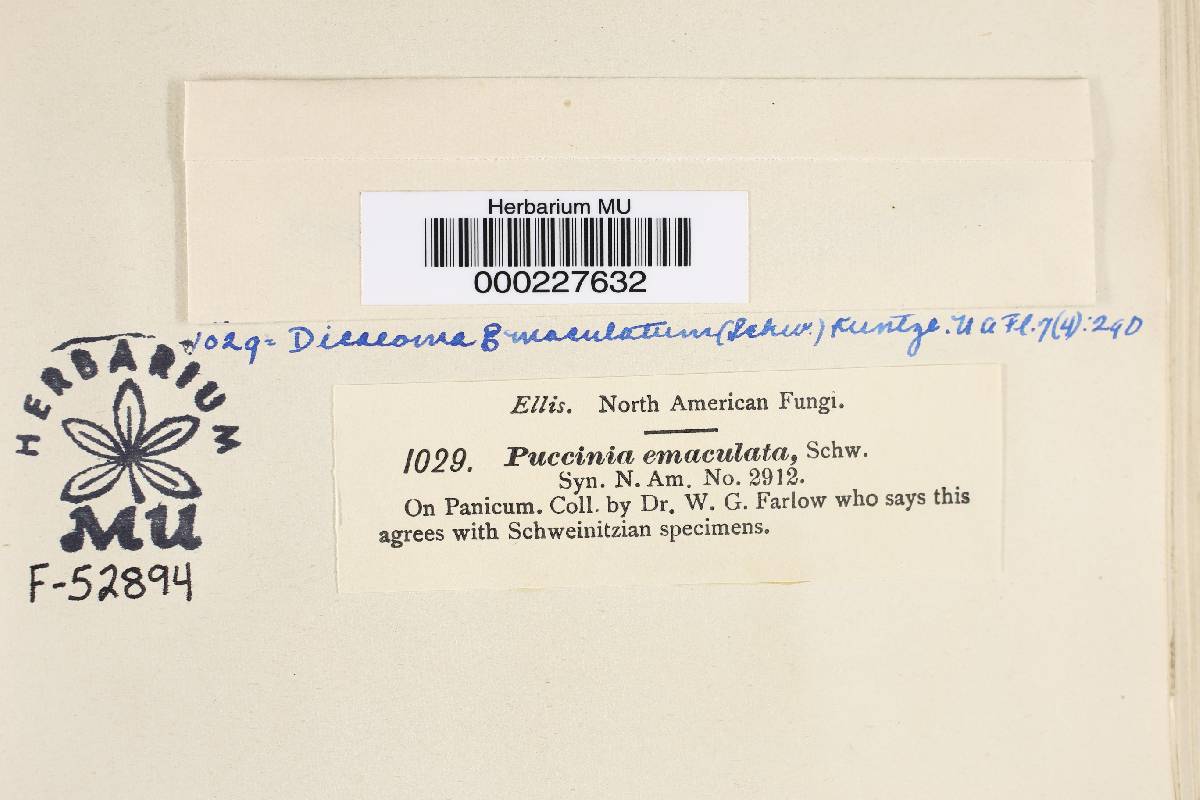 Herbarium MU
000227632
1029= Dicaeoma Emaculatum (Schw.) Kuntze. N A Fl. 7(4):290
HERBARIUM
MU
F-52894
Ellis. North American Fungi.
1029. Puccinia emaculata, Schw.
Syn. N. Am. No. 2912.
On Panicum. Coll. by Dr. W. G. Farlow who says this
agrees with Schweinitzian specimens.